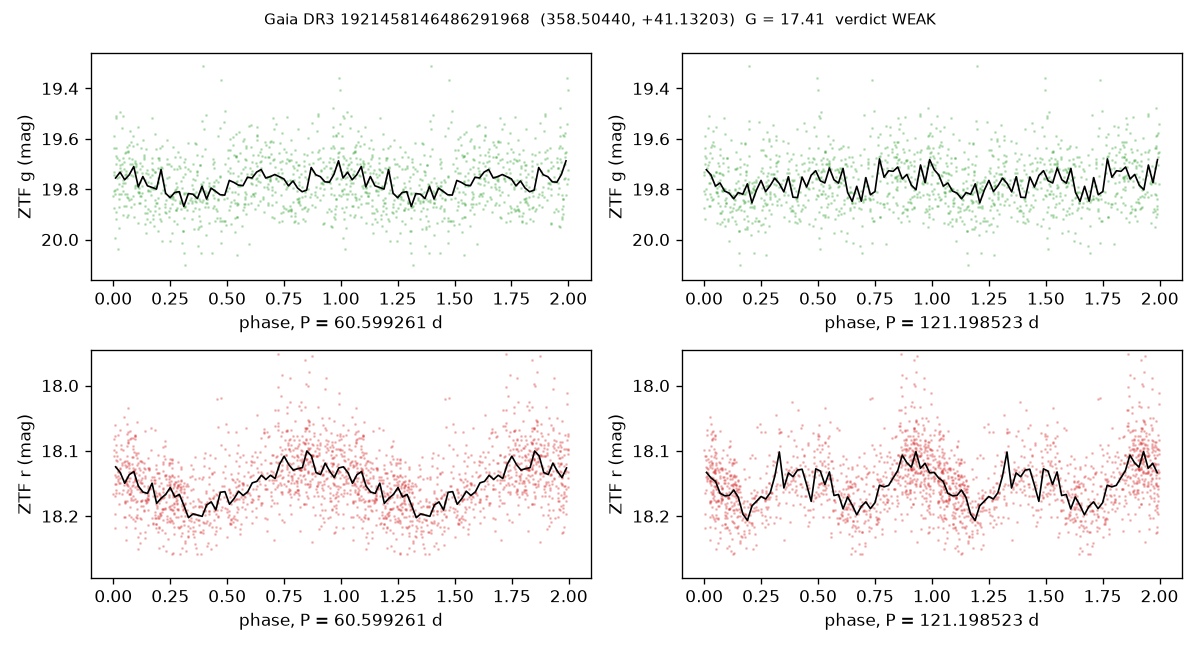 Gaia DR3 1921458146486291968  (358.50440, +41.13203)  G = 17.41  verdict WEAK
ZTF g (mag)
19.4
19.6
19.8
20.0
0.00 0.25 0.50 0.75 1.00 1.25 1.50 1.75 2.00
phase, P = 60.599261 d
ZTF g (mag)
19.4
19.6
19.8
20.0
0.00 0.25 0.50 0.75 1.00 1.25 1.50 1.75 2.00
phase, P = 121.198523 d
ZTF r (mag)
18.0
18.1
18.2
0.00 0.25 0.50 0.75 1.00 1.25 1.50 1.75 2.00
phase, P = 60.599261 d
ZTF r (mag)
18.0
18.1
18.2
0.00 0.25 0.50 0.75 1.00 1.25 1.50 1.75 2.00
phase, P = 121.198523 d